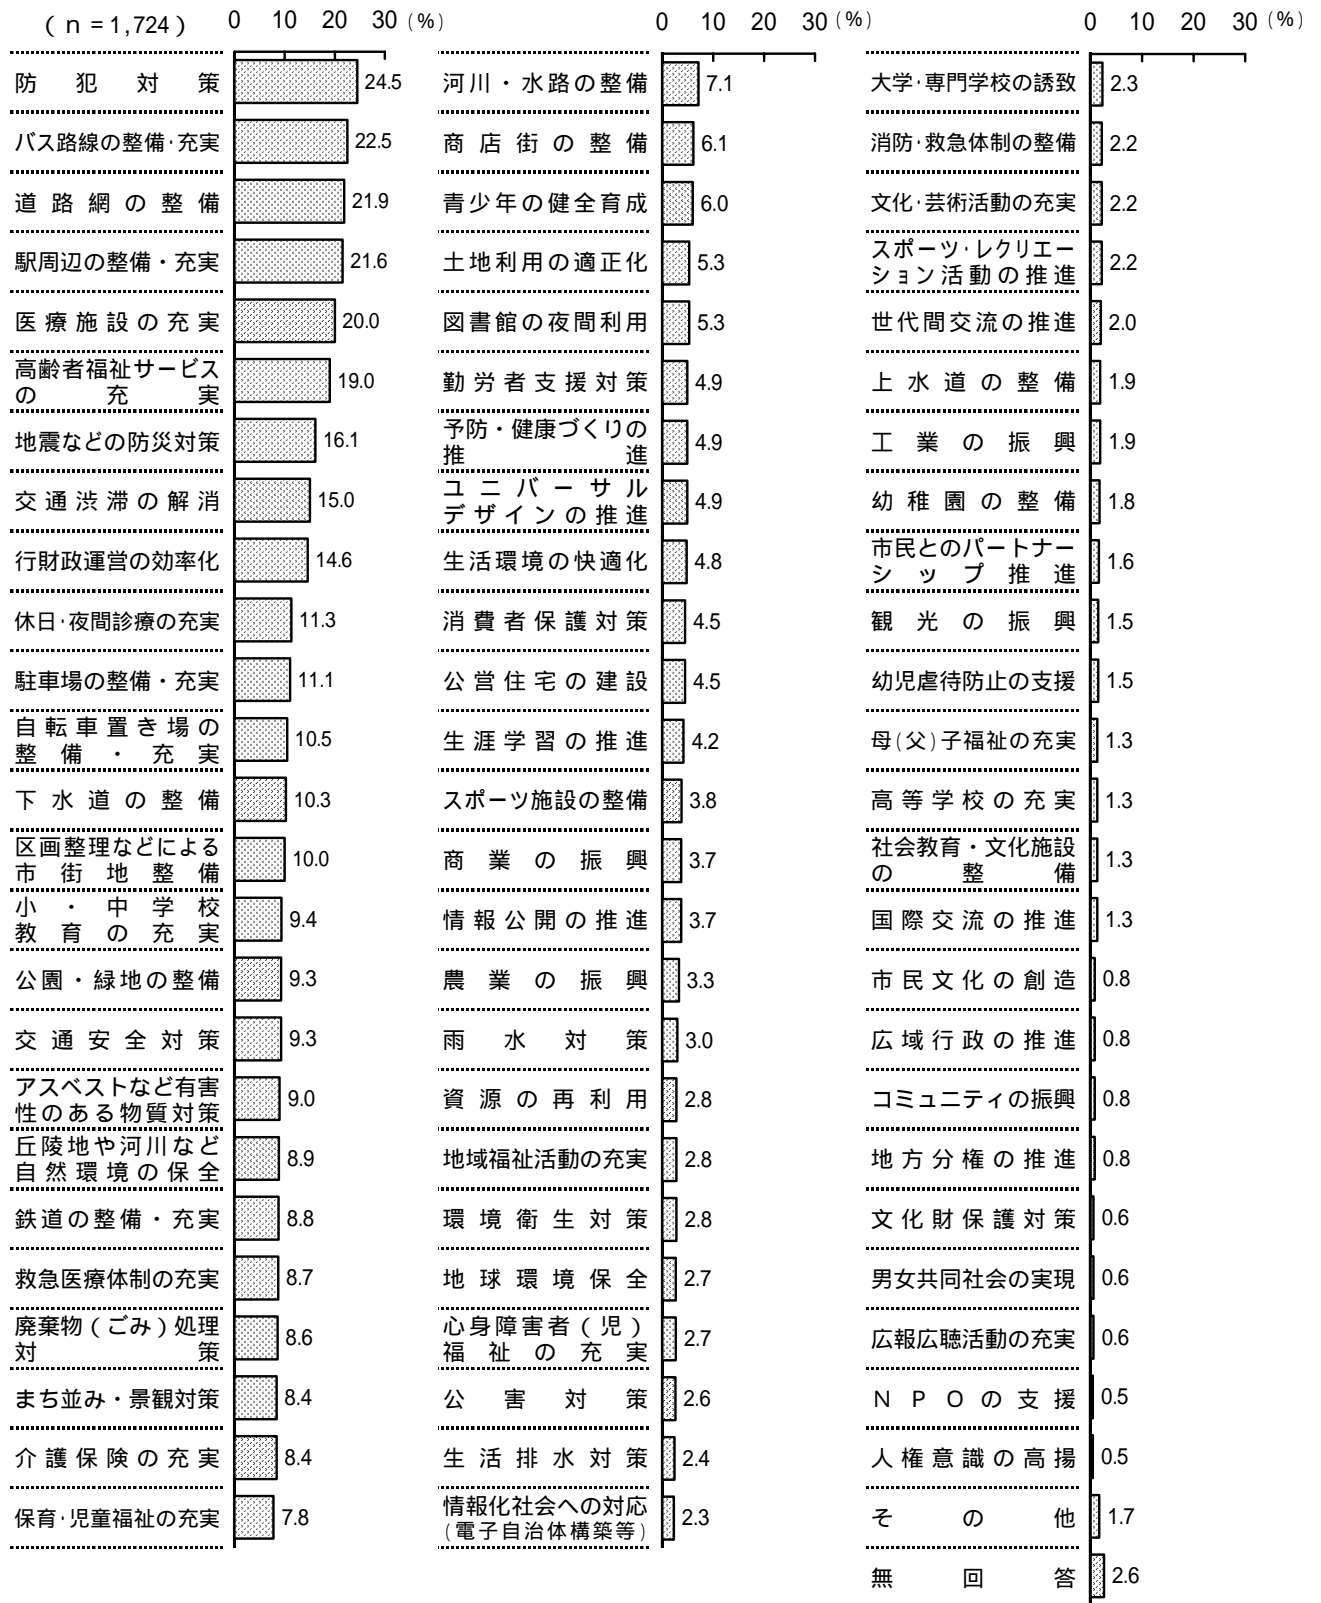 (n=1,724)
0 10 20 30 (%)
防犯対策 24.5
バス路線の整備・充実 22.5
道路網の整備 21.9
駅周辺の整備・充実 21.6
医療施設の充実 20.0
高齢者福祉サービス
の充実 19.0
地震などの防災対策 16.1
交通渋滞の解消 15.0
行財政運営の効率化 14.6
休日・夜間診療の充実 11.3
駐車場の整備・充実 11.1
自転車置き場の
整備・充実 10.5
下水道の整備 10.3
区画整理などによる
市街地整備 10.0
小・中学校
教育の充実 9.4
公園・緑地の整備 9.3
交通安全対策 9.3
アスベストなど有害
性のある物質対策 9.0
丘陵地や河川など
自然環境の保全 8.9
鉄道の整備・充実 8.8
救急医療体制の充実 8.7
廃棄物(ごみ)処理
対策 8.6
まち並み・景観対策 8.4
介護保険の充実 8.4
保育・児童福祉の充実 7.8
0 10 20 30 (%)
河川・水路の整備 7.1
商店街の整備 6.1
青少年の健全育成 6.0
土地利用の適正化 5.3
図書館の夜間利用 5.3
勤労者支援対策 4.9
予防・健康づくりの
推進 4.9
ユニバーサル
デザインの推進 4.9
生活環境の快適化 4.8
消費者保護対策 4.5
公営住宅の建設 4.5
生涯学習の推進 4.2
スポーツ施設の整備 3.8
商業の振興 3.7
情報公開の推進 3.7
農業の振興 3.3
雨水対策 3.0
資源の再利用 2.8
地域福祉活動の充実 2.8
環境衛生対策 2.8
地球環境保全 2.7
心身障害者(児)
福祉の充実 2.7
公害対策 2.6
生活排水対策 2.4
情報化社会への対応
(電子自治体構築等) 2.3
0 10 20 30 (%)
大学・専門学校の誘致 2.3
消防・救急体制の整備 2.2
文化・芸術活動の充実 2.2
スポーツ・レクリエー
ション活動の推進 2.2
世代間交流の推進 2.0
上水道の整備 1.9
工業の振興 1.9
幼稚園の整備 1.8
市民とのパートナー
シップ推進 1.6
観光の振興 1.5
幼児虐待防止の支援 1.5
母(父)子福祉の充実 1.3
高等学校の充実 1.3
社会教育・文化施設
の整備 1.3
国際交流の推進 1.3
市民文化の創造 0.8
広域行政の推進 0.8
コミュニティの振興 0.8
地方分権の推進 0.8
文化財保護対策 0.6
男女共同社会の実現 0.6
広報広聴活動の充実 0.6
NPOの支援 0.5
人権意識の高揚 0.5
その他 1.7
無回答 2.6